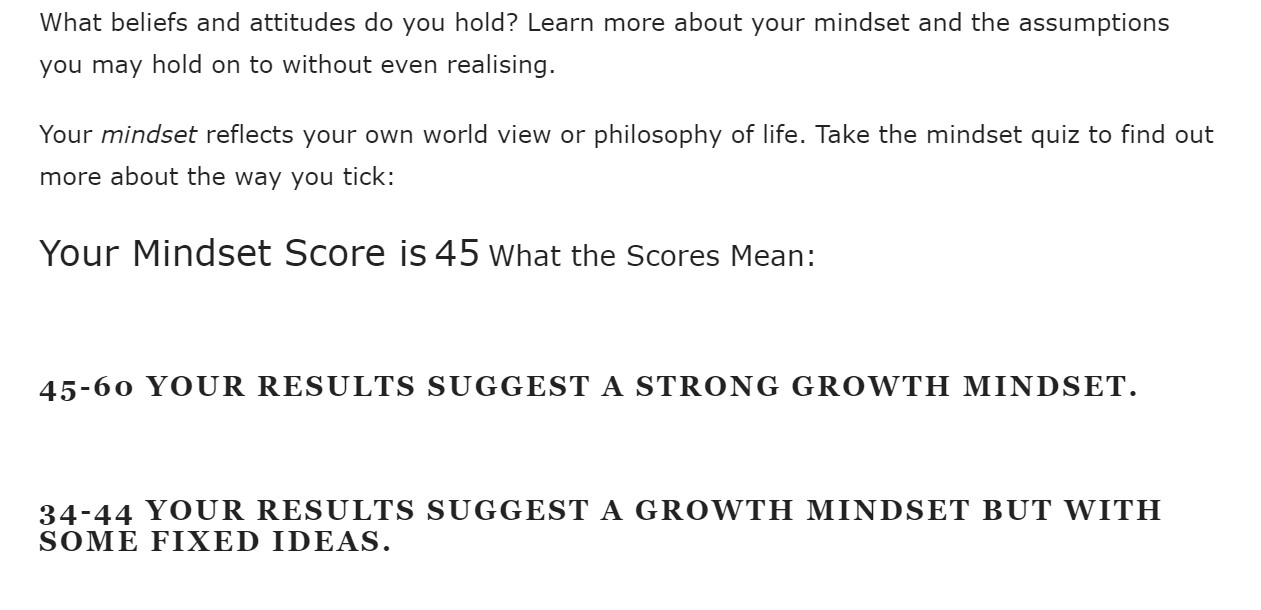 What beliefs and attitudes do you hold? Learn more about your mindset and the assumptions
you may hold on to without even realising.
Your mindset reflects your own world view or philosophy of life. Take the mindset quiz to find out
more about the way you tick:
Your Mindset Score is 45 What the Scores Mean:
45-60 YOUR RESULTS SUGGEST A STRONG GROWTH MINDSET.
34-44 YOUR RESULTS SUGGEST A GROWTH MINDSET BUT WITH
SOME FIXED IDEAS.